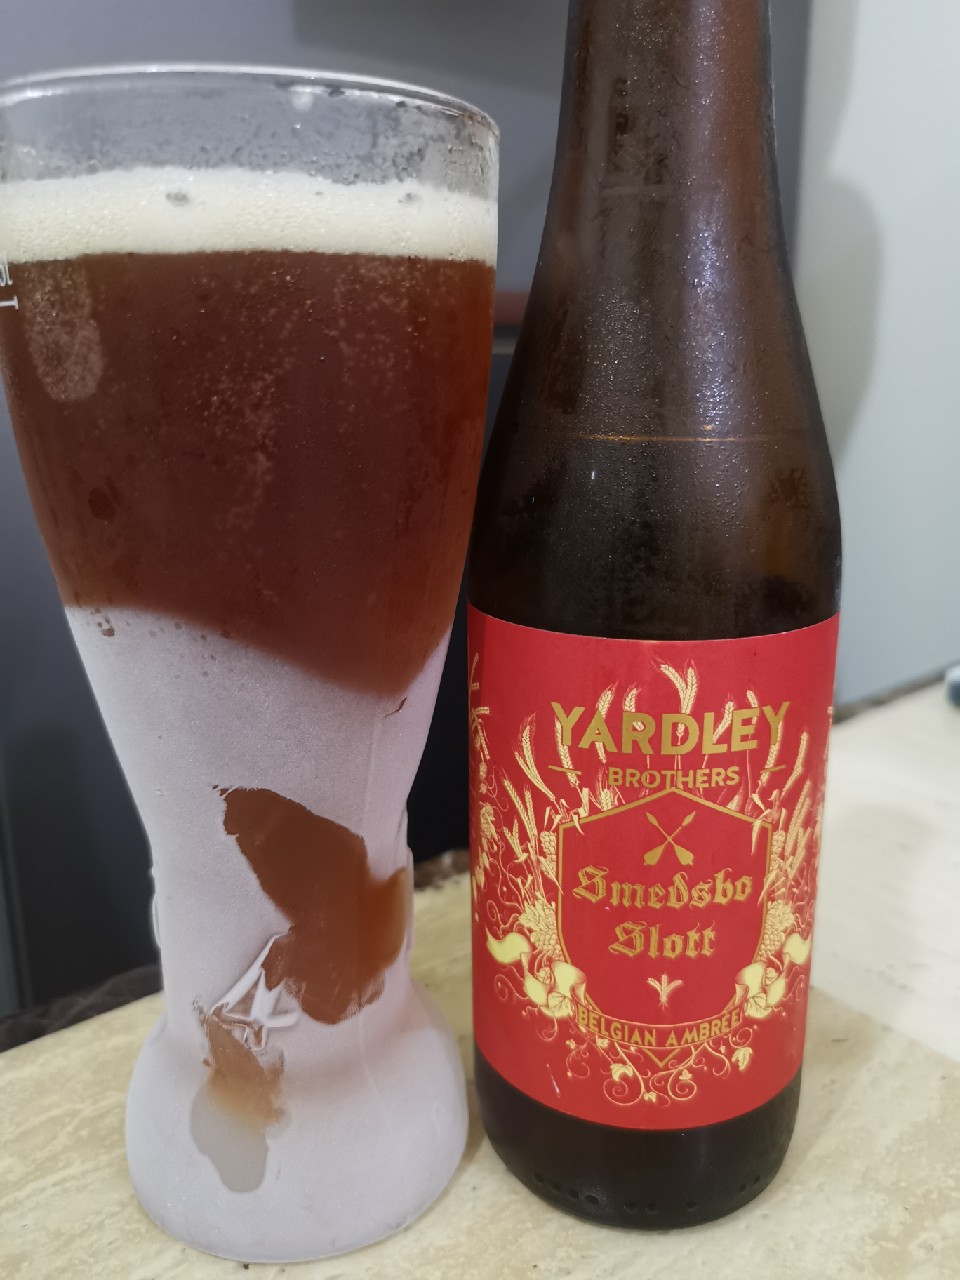 YARDLEY
BROTHERS
Smedsbo
Slott
BELGIAN AMBRÉE